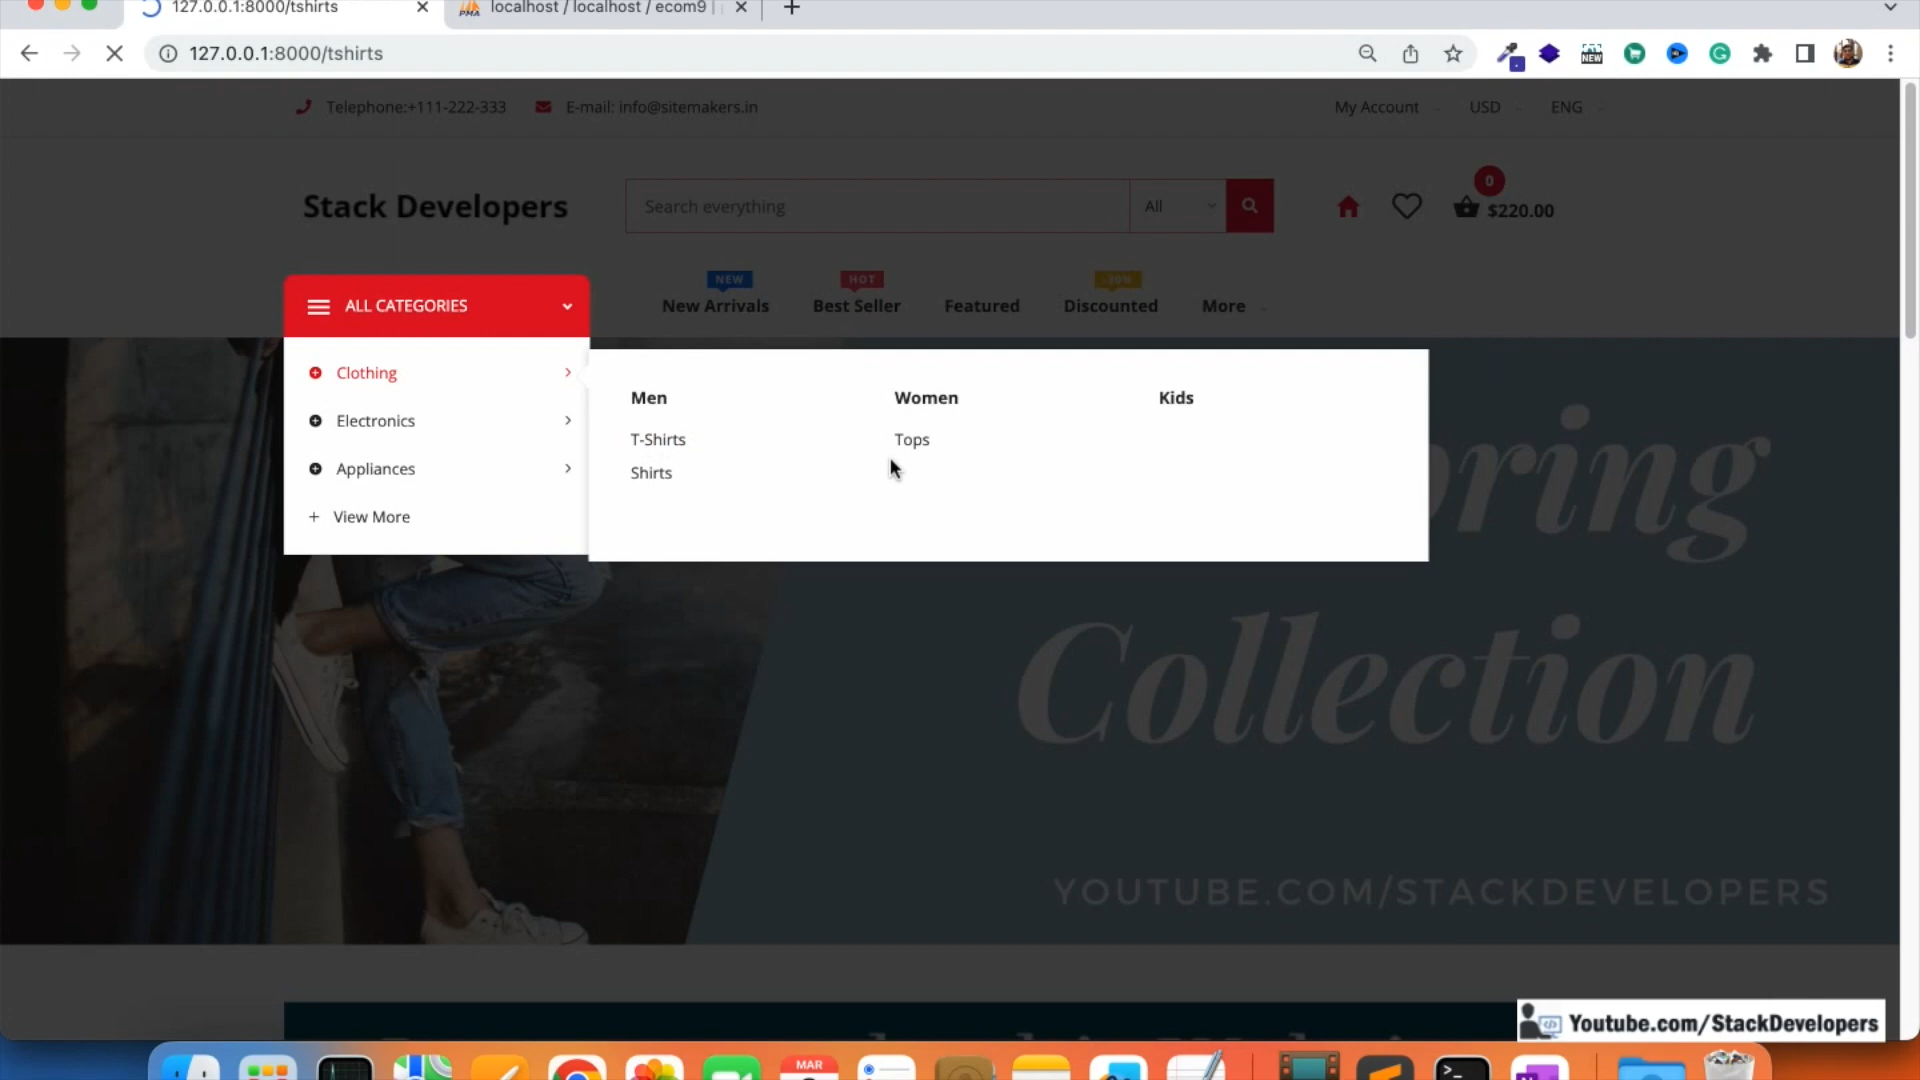 127.0.0.1:8000/tshirts
localhost / localhost / ecom9 |
127.0.0.1:8000/tshirts
NEW
Telephone:+111-222-333
E-mail: info@sitemakers.in
My Account
USD
ENG
Stack Developers
Search everything
All
0
$220.00
ALL CATEGORIES
NEW
New Arrivals
HOT
Best Seller
Featured
-30%
Discounted
More
Clothing
Electronics
Appliances
+ View More
Men
T-Shirts
Shirts
Women
Tops
Kids
Collection
YOUTUBE.COM/STACKDEVELOPERS
Youtube.com/StackDevelopers
MAR